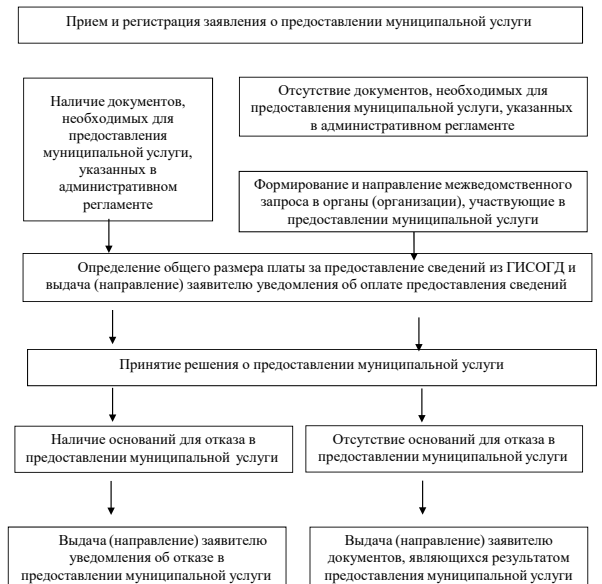 Прием и регистрация заявления о предоставлении муниципальной услуги
Наличие документов,
необходимых для
предоставления
муниципальной услуги,
указанных в
административном
регламенте
Отсутствие документов, необходимых для
предоставления муниципальной услуги, указанных
в административном регламенте
Формирование и направление межведомственного
запроса в органы (организации), участвующие в
предоставлении муниципальной услуги
Определение общего размера платы за предоставление сведений из ГИСОГД и
выдача (направление) заявителю уведомления об оплате предоставления сведений
Принятие решения о предоставлении муниципальной услуги
Наличие оснований для отказа в
предоставлении муниципальной услуги
Отсутствие оснований для отказа в
предоставлении муниципальной услуги
Выдача (направление) заявителю
уведомления об отказе в
предоставлении муниципальной услуги
Выдача (направление) заявителю
документов, являющихся результатом
предоставления муниципальной услуги